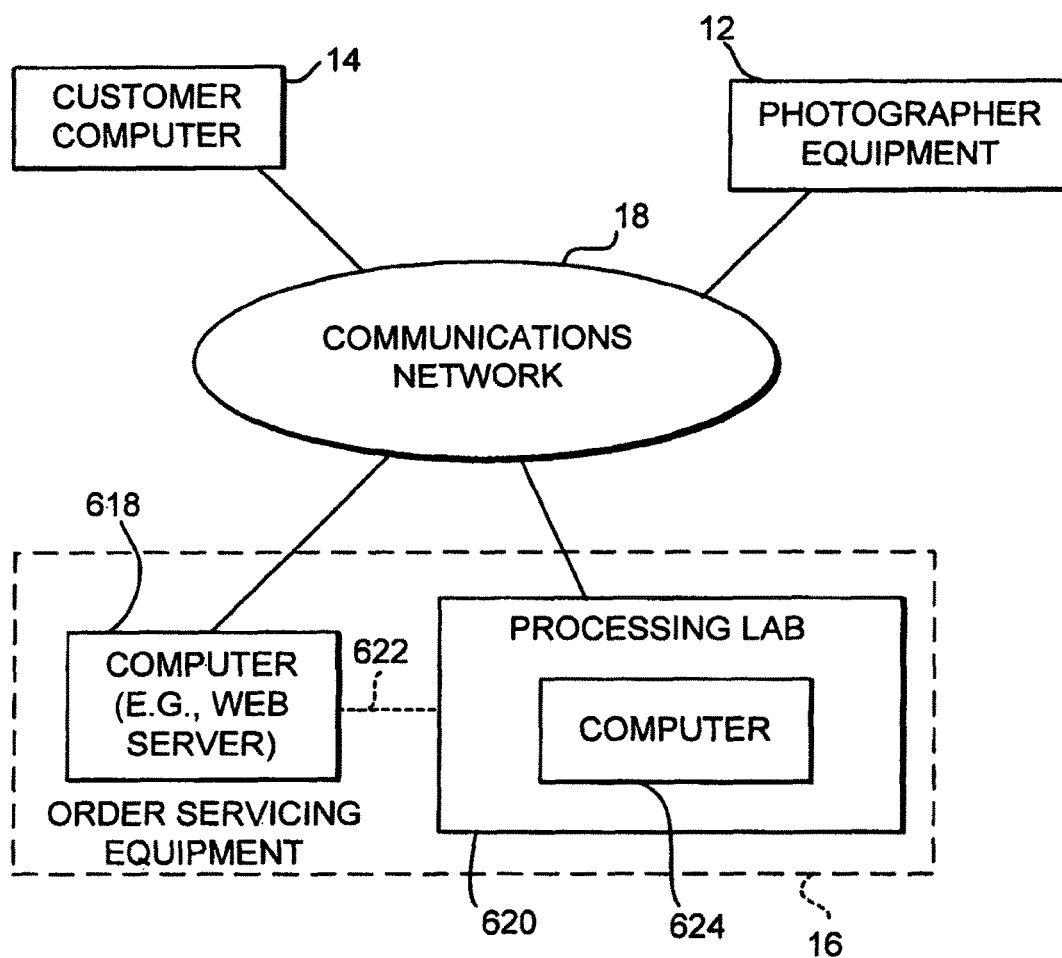 14
CUSTOMER
COMPUTER
12
PHOTOGRAPHER
EQUIPMENT
18
COMMUNICATIONS
NETWORK
618
COMPUTER
(E.G., WEB
SERVER)
622
PROCESSING LAB
COMPUTER
ORDER SERVICING
EQUIPMENT
620
624
16